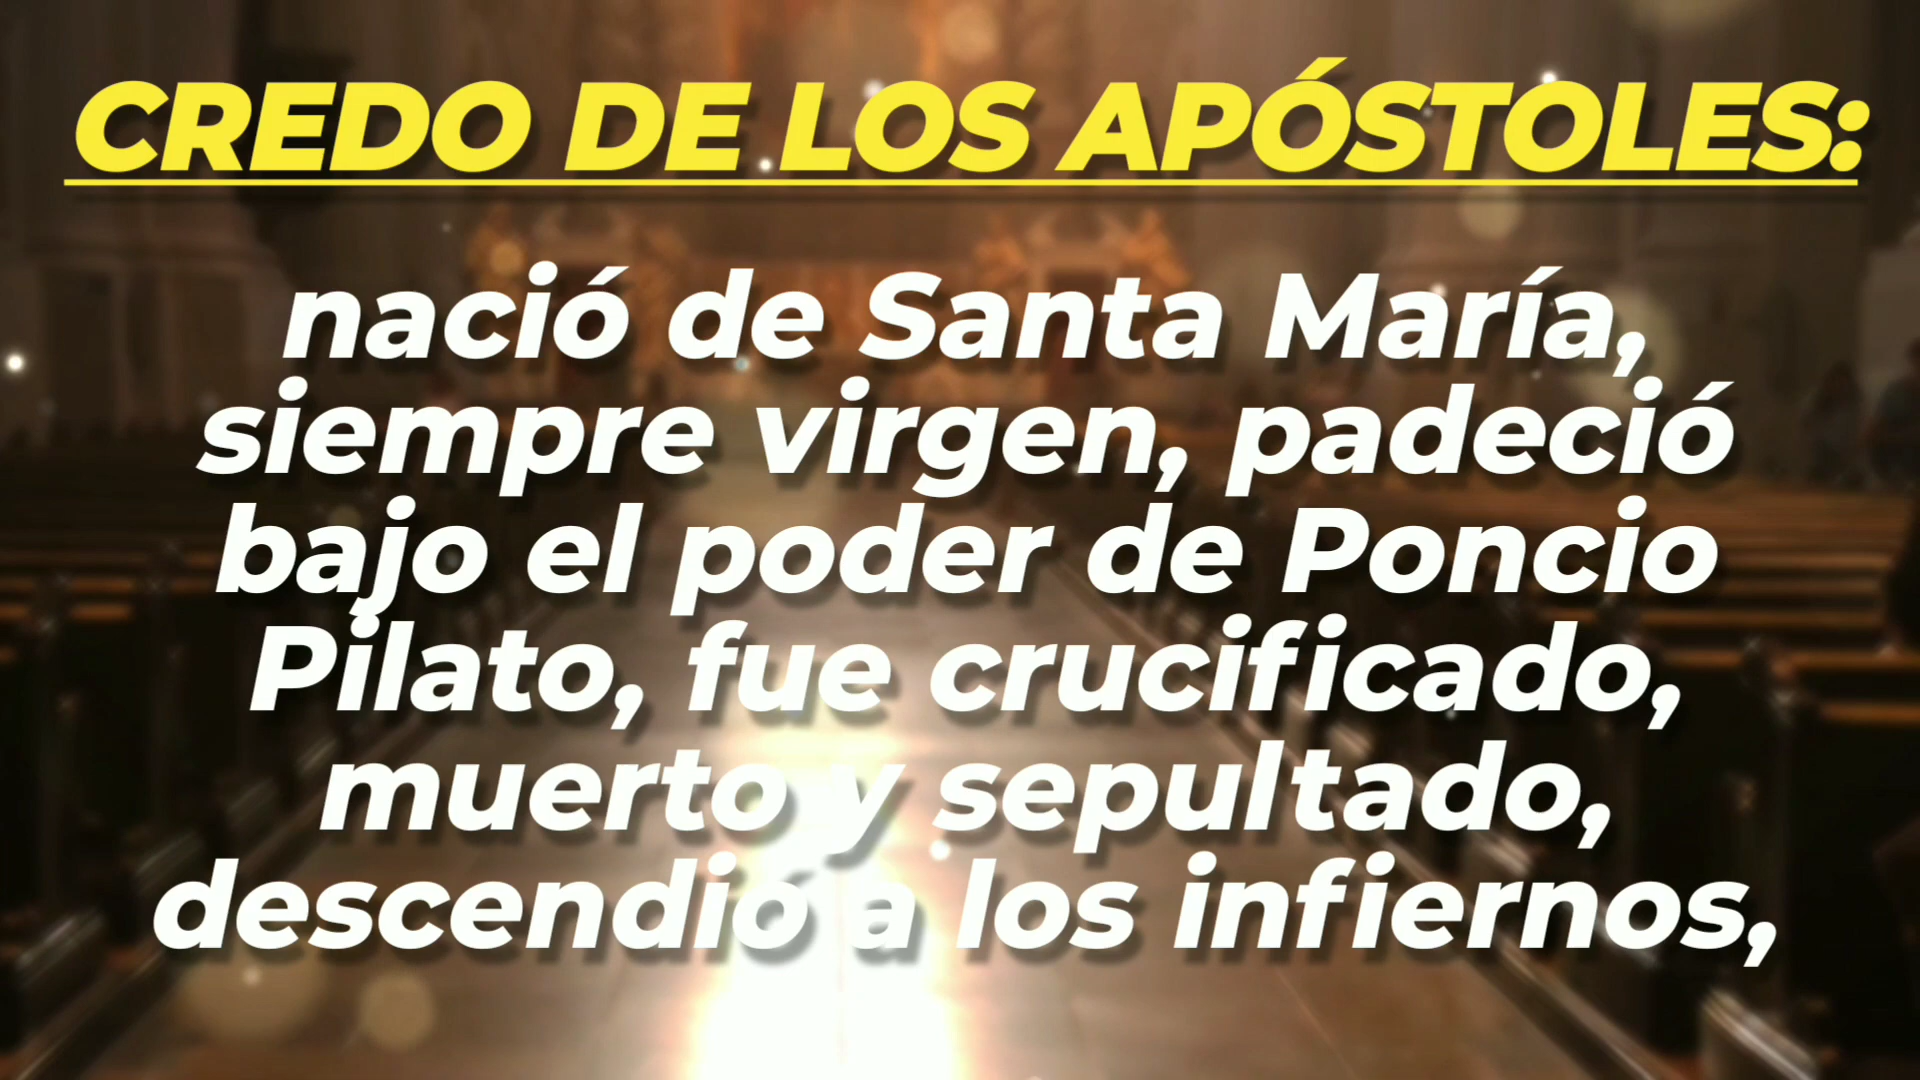 CREDO DE LOS APÓSTOLES:
nació de Santa María,
siempre virgen, padeció
bajo el poder de Poncio
Pilato, fue crucificado,
muerto y sepultado,
descendió a los infiernos,